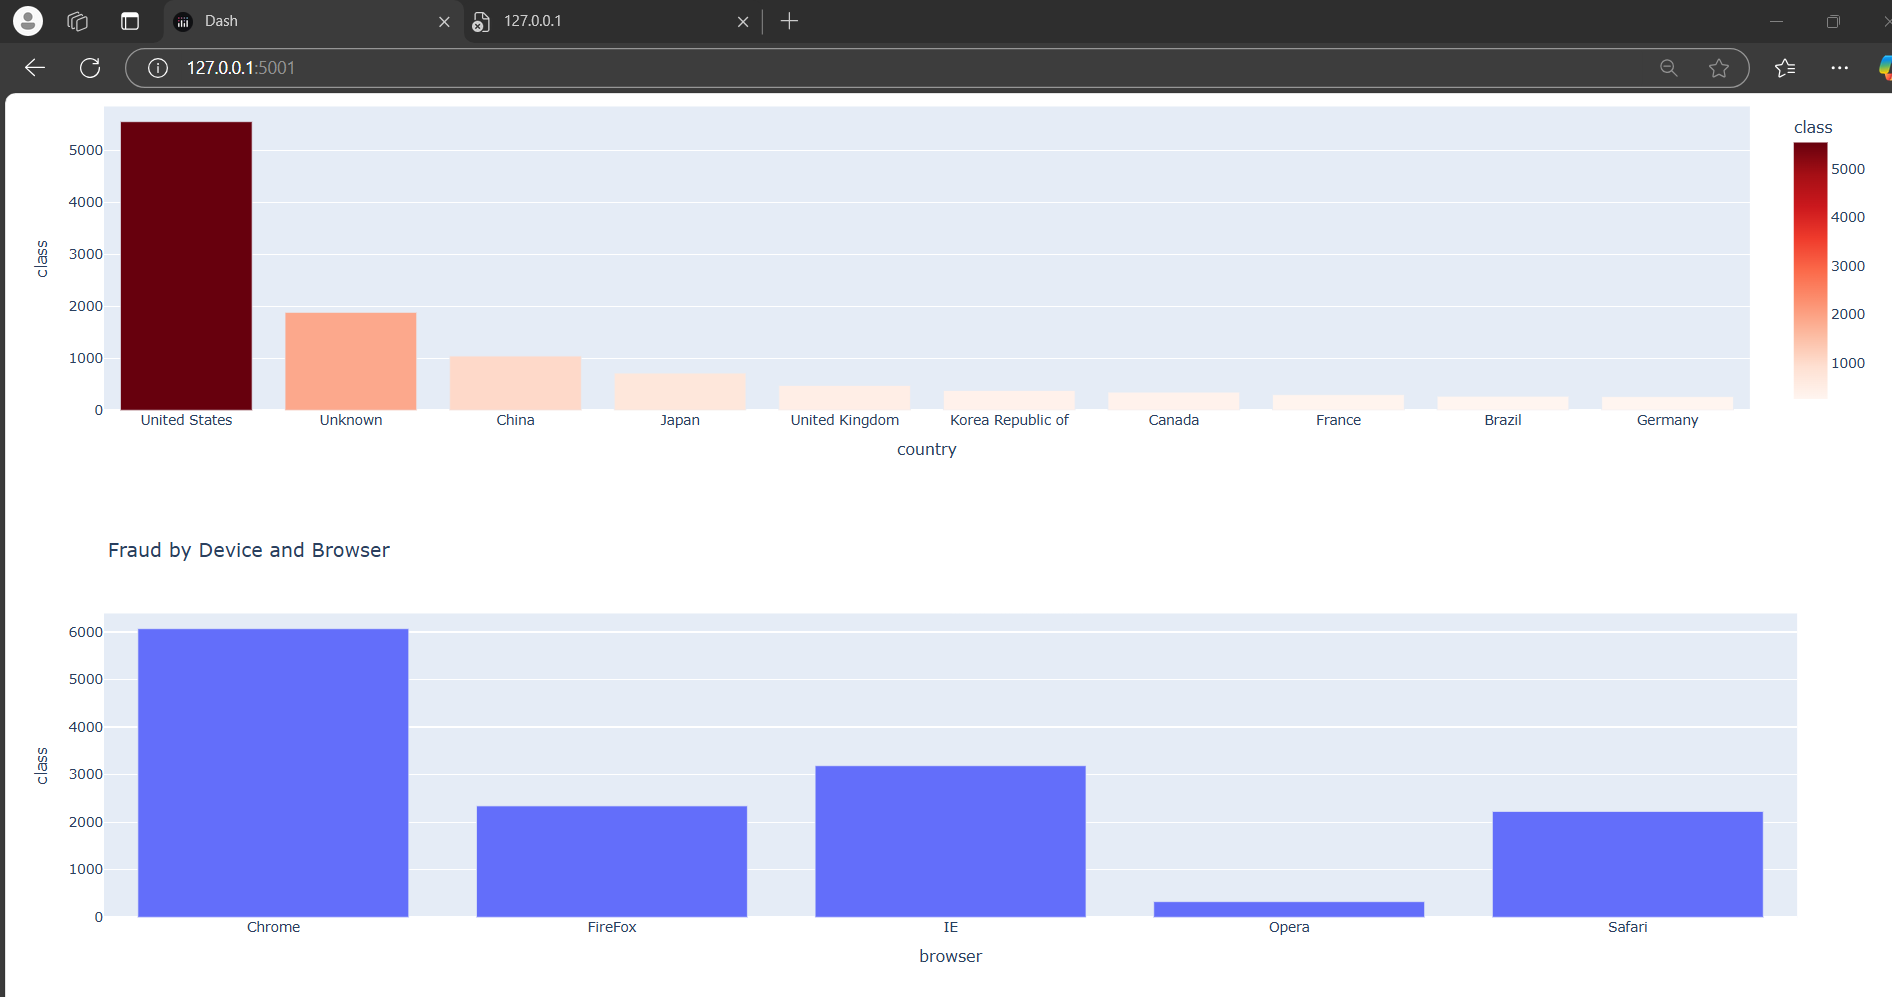 Dash
127.0.0.1
127.0.0.1:5001
class
5000
4000
3000
2000
1000
0
United States Unknown China Japan United Kingdom Korea Republic of Canada France Brazil Germany
country
class
5000
4000
3000
2000
1000
Fraud by Device and Browser
class
6000
5000
4000
3000
2000
1000
0
Chrome FireFox IE Opera Safari
browser